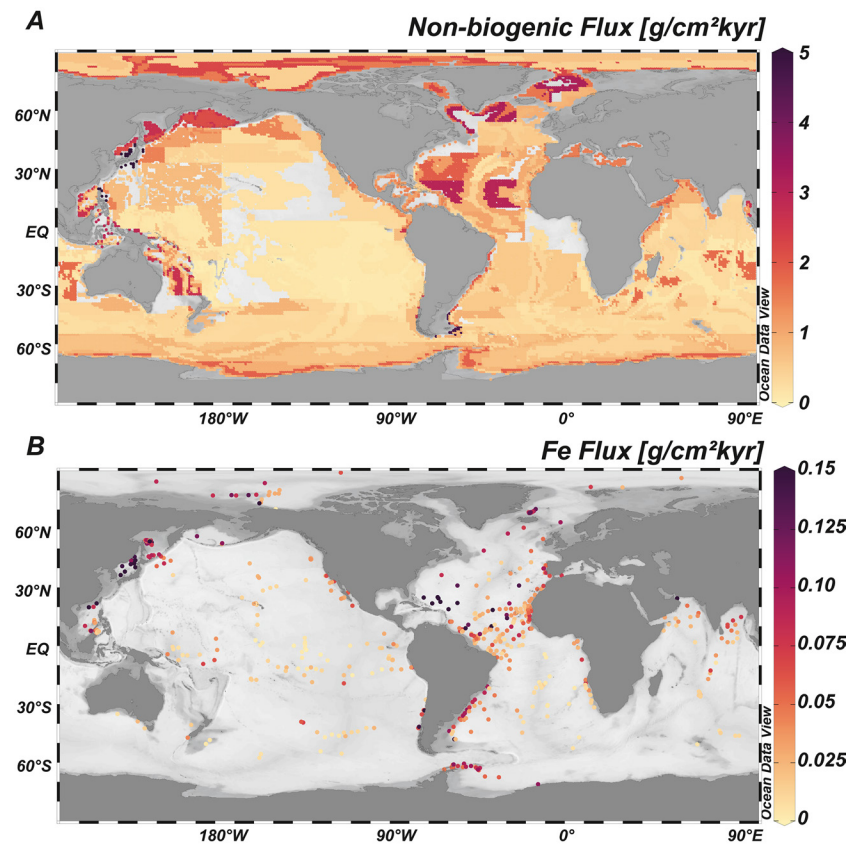 A
Non-biogenic Flux [g/cm²kyr]
60°N
30°N
EQ
30°S
60°S
180°W
90°W
0°
90°E
Ocean Data View
5
4
3
2
1
0
B
Fe Flux [g/cm²kyr]
60°N
30°N
EQ
30°S
60°S
180°W
90°W
0°
90°E
Ocean Data View
0.15
0.125
0.100
0.075
0.05
0.025
0